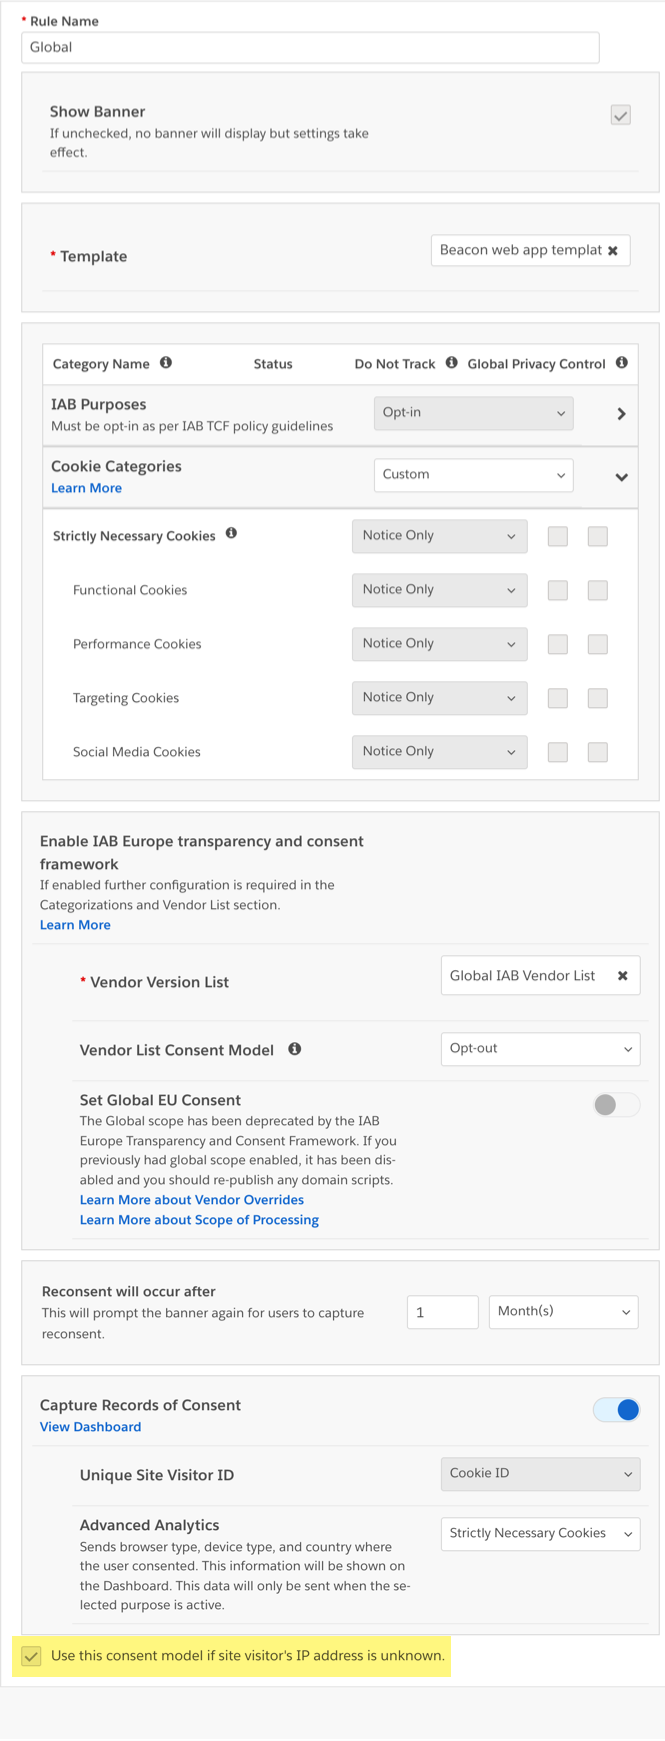 * Rule Name
Global
Show Banner
If unchecked, no banner will display but settings take
effect.
* Template
Beacon web app templat ✖
Category Name Status Do Not Track Global Privacy Control
IAB Purposes
Must be opt-in as per IAB TCF policy guidelines
Opt-in
Cookie Categories
Learn More
Custom
Strictly Necessary Cookies Notice Only
Functional Cookies Notice Only
Performance Cookies Notice Only
Targeting Cookies Notice Only
Social Media Cookies Notice Only
Enable IAB Europe transparency and consent
framework
If enabled further configuration is required in the
Categorizations and Vendor List section.
Learn More
* Vendor Version List Global IAB Vendor List ✖
Vendor List Consent Model Opt-out
Set Global EU Consent
The Global scope has been deprecated by the IAB
Europe Transparency and Consent Framework. If you
previously had global scope enabled, it has been dis-
abled and you should re-publish any domain scripts.
Learn More about Vendor Overrides
Learn More about Scope of Processing
Reconsent will occur after
This will prompt the banner again for users to capture
reconsent.
1 Month(s)
Capture Records of Consent
View Dashboard
Unique Site Visitor ID Cookie ID
Advanced Analytics
Sends browser type, device type, and country where
the user consented. This information will be shown on
the Dashboard. This data will only be sent when the se-
lected purpose is active.
Strictly Necessary Cookies
Use this consent model if site visitor's IP address is unknown.